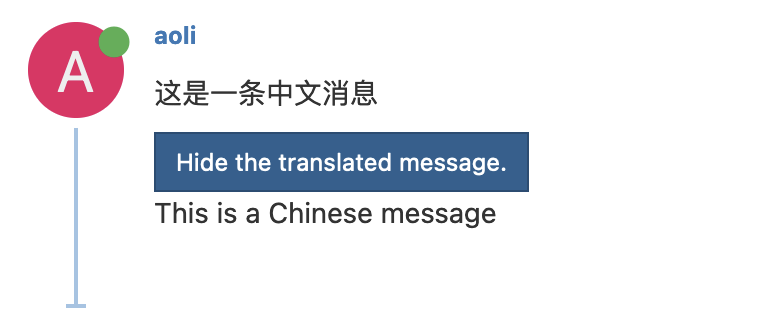 A
aoli
这是一条中文消息
Hide the translated message.
This is a Chinese message